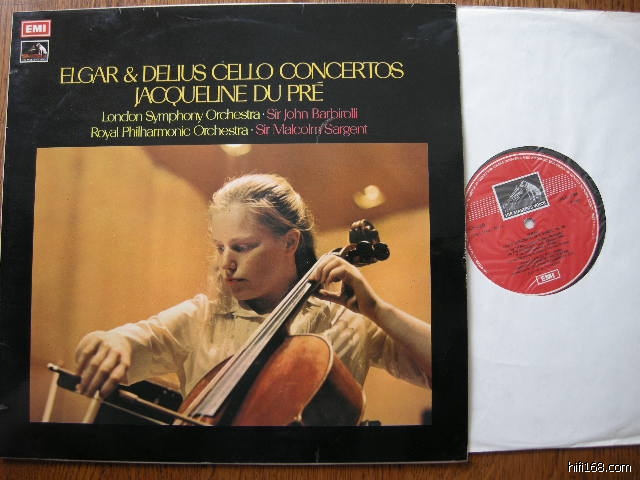 EMI
ELGAR & DELIUS CELLO CONCERTOS
JACQUELINE DU PRÉ
London Symphony Orchestra · Sir John Barbirolli
Royal Philharmonic Orchestra · Sir Malcolm Sargent
EMI
hifi168.com